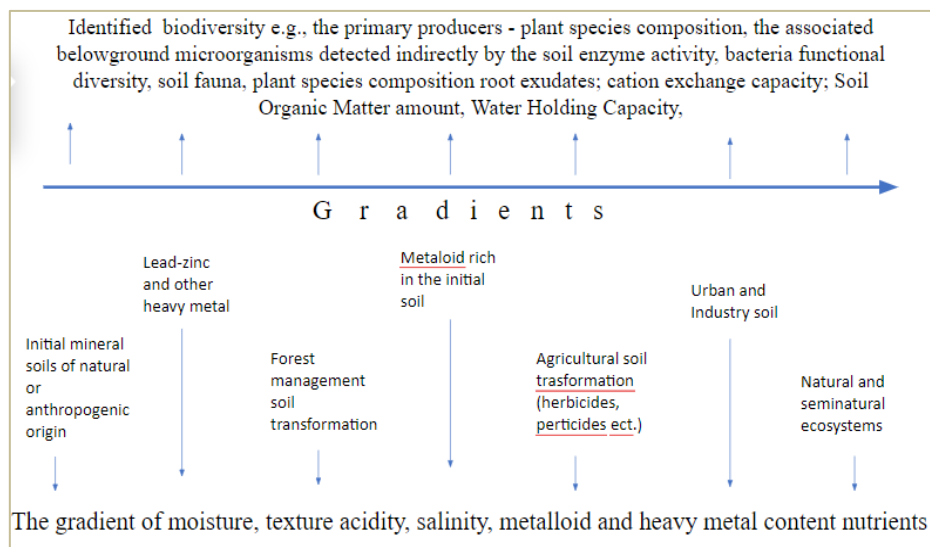 Identified biodiversity e.g., the primary producers - plant species composition, the associated
belowground microorganisms detected indirectly by the soil enzyme activity, bacteria functional
diversity, soil fauna, plant species composition root exudates; cation exchange capacity; Soil
Organic Matter amount, Water Holding Capacity,
Gradients
Initial mineral
soils of natural
or
anthropogenic
origin
Lead-zinc
and other
heavy metal
Forest
management
soil
transformation
Metaloid rich
in the initial
soil
Agricultural soil
trasformation
(herbicides,
perticides ect.)
Urban and
Industry soil
Natural and
seminatural
ecosystems
The gradient of moisture, texture acidity, salinity, metalloid and heavy metal content nutrients